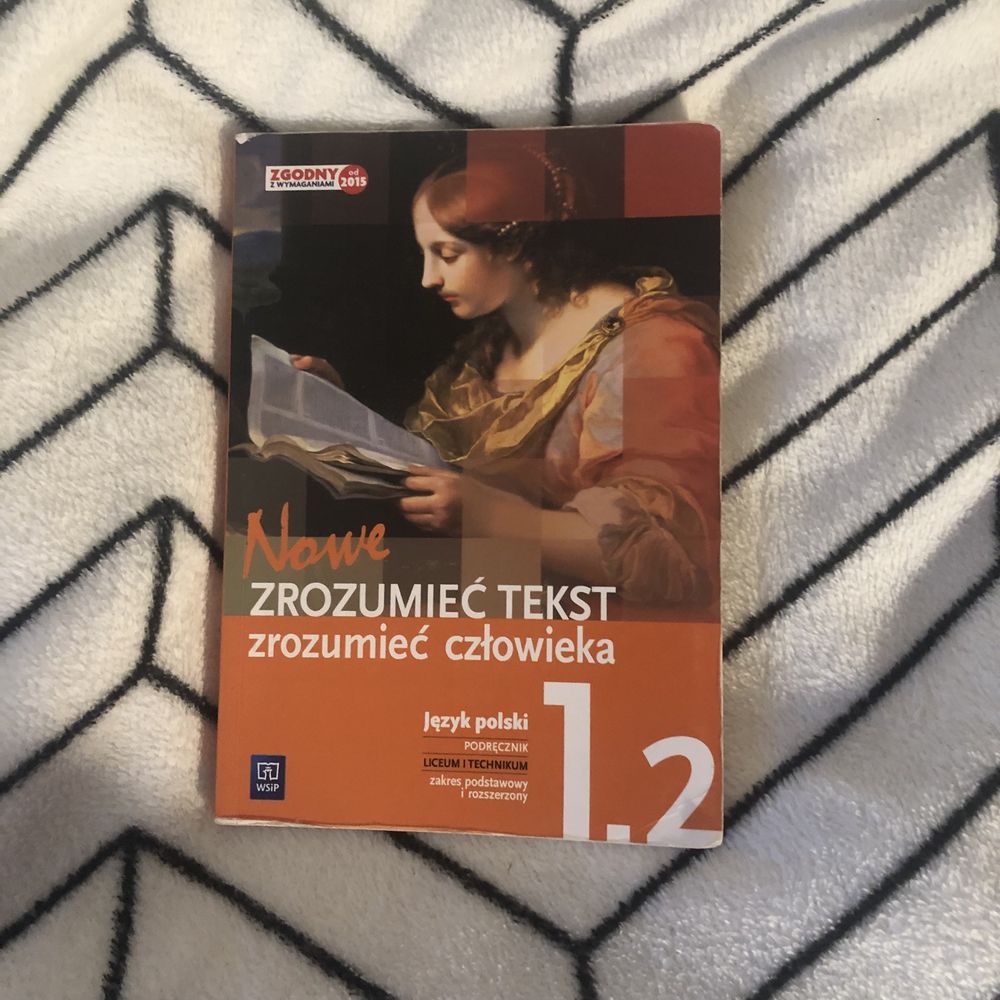 ZGODNY
Z WYMAGANIAMI
od
2015
Nowe
ZROZUMIEĆ TEKST
zrozumieć człowieka
Język polski
PODRĘCZNIK
LICEUM I TECHNIKUM
zakres podstawowy
i rozszerzony
1.2
WSiP